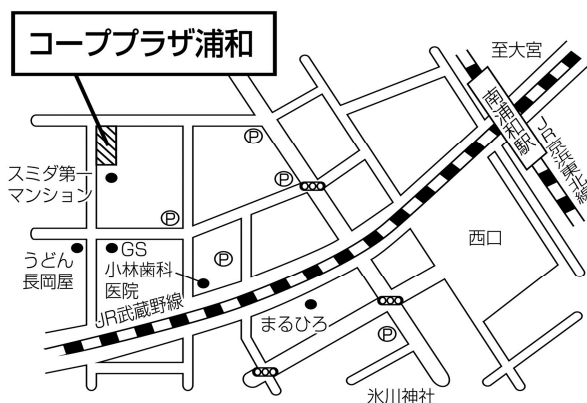 コーププラザ浦和
至大宮
南浦和駅
JR京浜東北線
スミダ第一
マンション
P
P
P
P
P
うどん
長岡屋
GS
小林歯科
医院
JR武蔵野線
まるひろ
西口
氷川神社